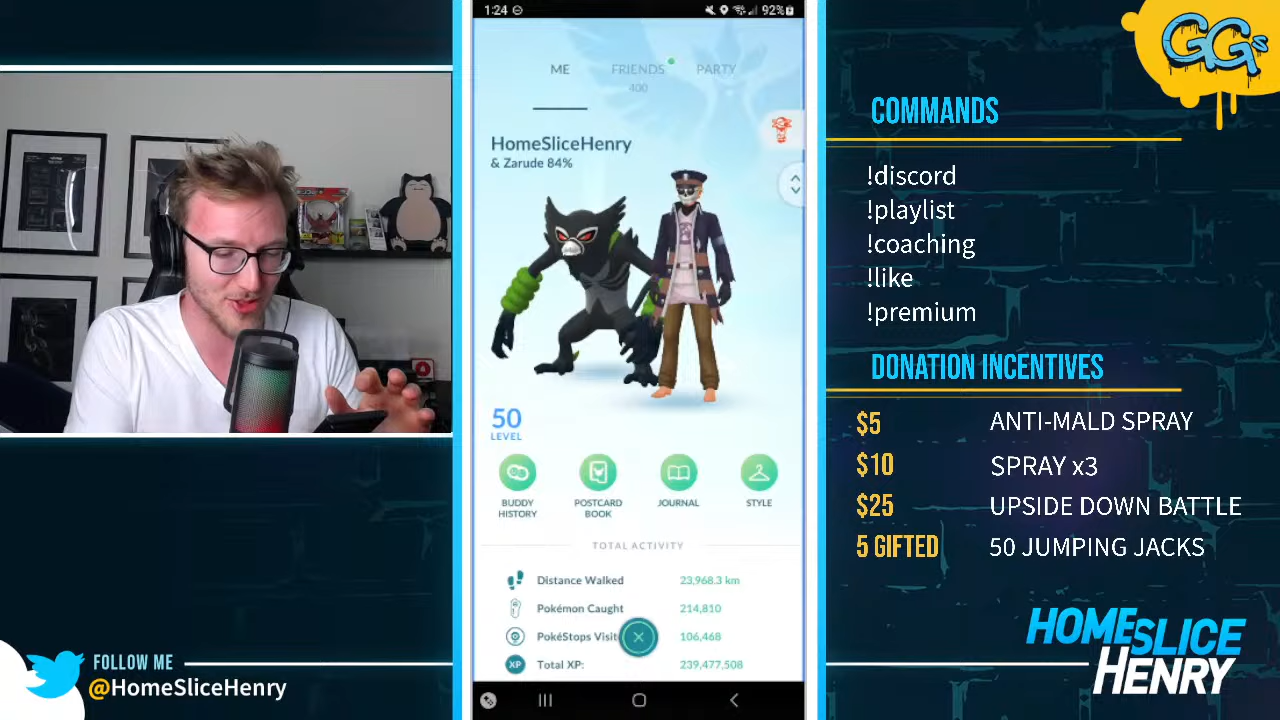 1:24
92%
ME
FRIENDS
400
PARTY
HomeSliceHenry
& Zarude 84%
50
LEVEL
BUDDY
HISTORY
POSTCARD
BOOK
JOURNAL
STYLE
TOTAL ACTIVITY
Distance Walked 23,968.3 km
Pokémon Caught 214,810
PokéStops Visit 106,468
XP Total XP: 239,477,508
GGs
COMMANDS
!discord
!playlist
!coaching
!like
!premium
DONATION INCENTIVES
$5 ANTI-MALD SPRAY
$10 SPRAY x3
$25 UPSIDE DOWN BATTLE
5 GIFTED 50 JUMPING JACKS
HOMESLICE
HENRY
FOLLOW ME
@HomeSliceHenry